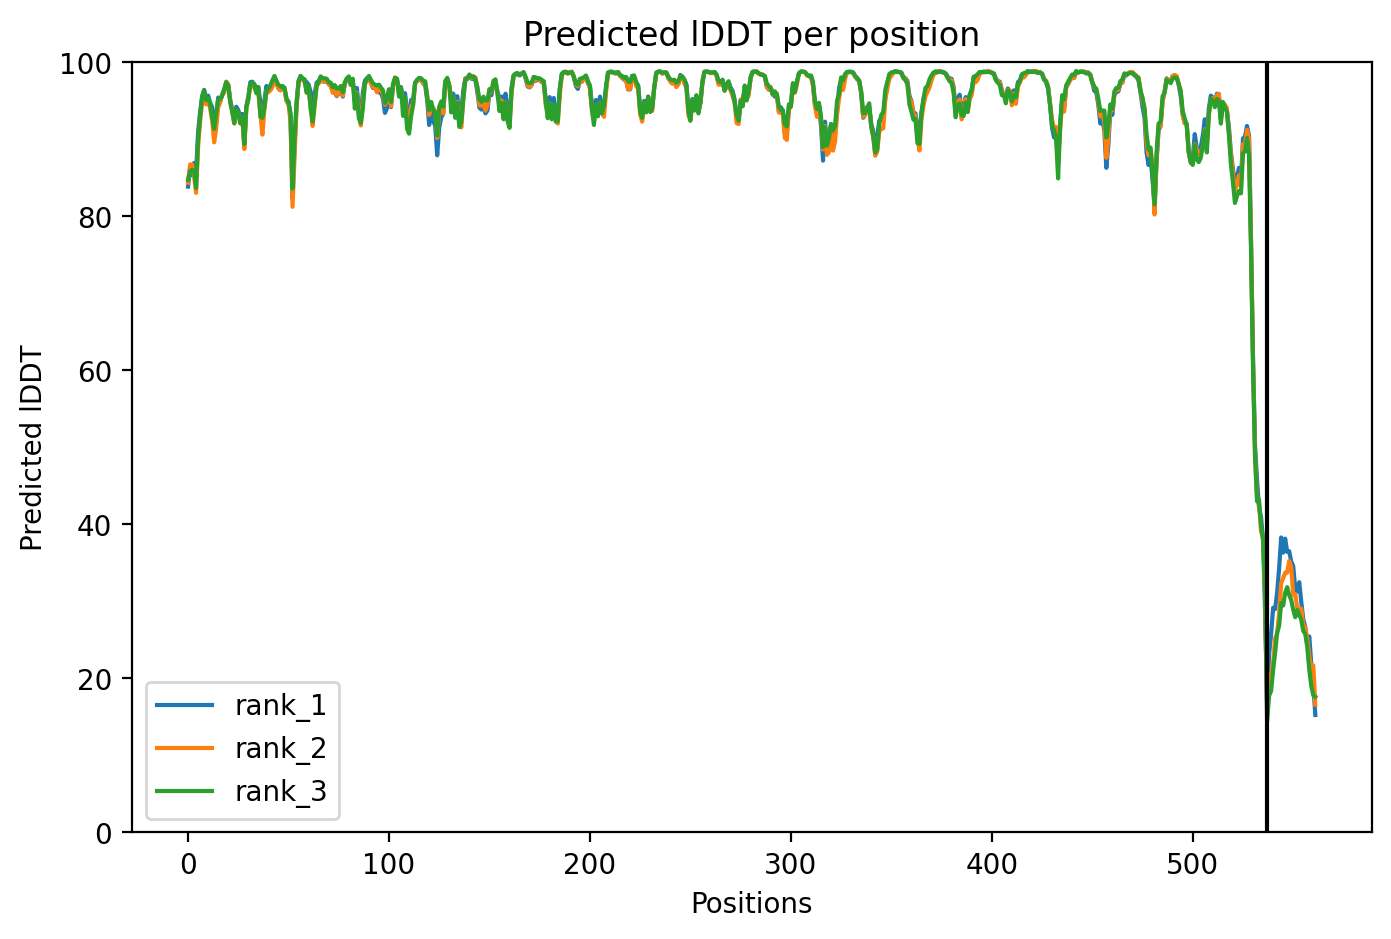 Predicted lDDT per position
100
80
60
40
20
0
Predicted lDDT
rank_1
rank_2
rank_3
0 100 200 300 400 500
Positions